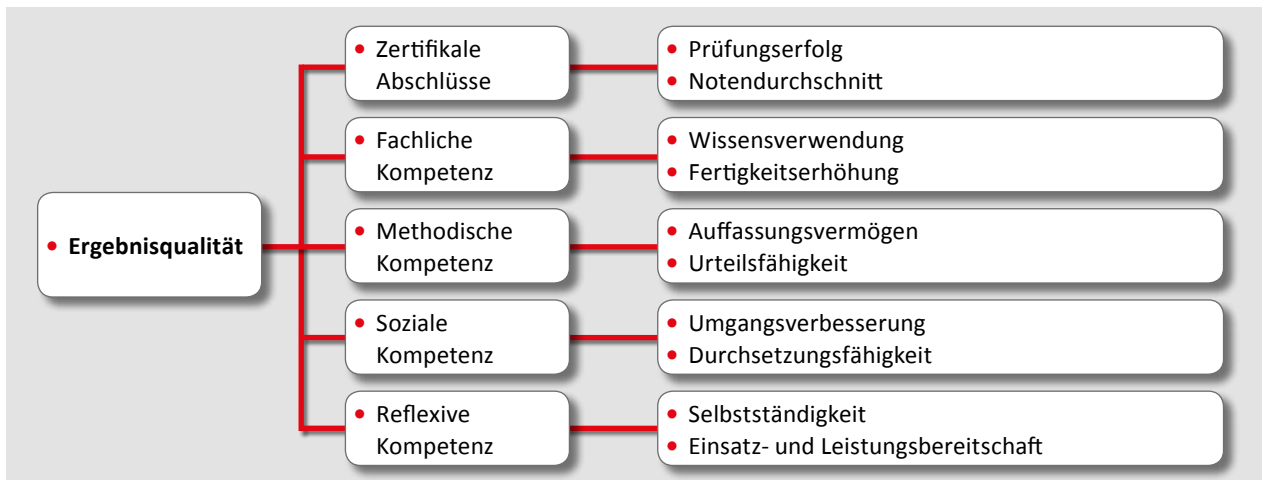 Ergebnisqualität
Zertifikale
Abschlüsse
Prüfungserfolg
Notendurchschnitt
Fachliche
Kompetenz
Wissensverwendung
Fertigkeitserhöhung
Methodische
Kompetenz
Auffassungsvermögen
Urteilsfähigkeit
Soziale
Kompetenz
Umgangsverbesserung
Durchsetzungsfähigkeit
Reflexive
Kompetenz
Selbstständigkeit
Einsatz- und Leistungsbereitschaft